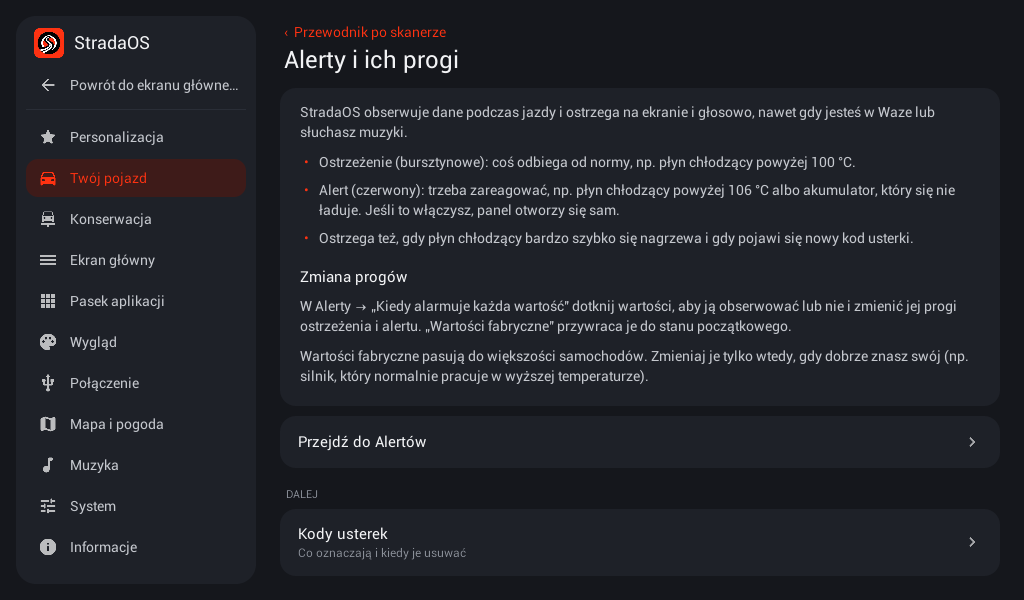 StradaOS
Powrót do ekranu główne...
Personalizacja
Twój pojazd
Konserwacja
Ekran główny
Pasek aplikacji
Wygląd
Połączenie
Mapa i pogoda
Muzyka
System
Informacje
‹ Przewodnik po skanerze
Alerty i ich progi
StradaOS obserwuje dane podczas jazdy i ostrzega na ekranie i głosowo, nawet gdy jesteś w Waze lub
słuchasz muzyki.
• Ostrzeżenie (bursztynowe): coś odbiega od normy, np. płyn chłodzący powyżej 100 °C.
• Alert (czerwony): trzeba zareagować, np. płyn chłodzący powyżej 106 °C albo akumulator, który się nie
ładuje. Jeśli to włączysz, panel otworzy się sam.
• Ostrzega też, gdy płyn chłodzący bardzo szybko się nagrzewa i gdy pojawi się nowy kod usterki.
Zmiana progów
W Alerty → „Kiedy alarmuje każda wartość” dotknij wartości, aby ją obserwować lub nie i zmienić jej progi
ostrzeżenia i alertu. „Wartości fabryczne” przywraca je do stanu początkowego.
Wartości fabryczne pasują do większości samochodów. Zmieniaj je tylko wtedy, gdy dobrze znasz swój (np.
silnik, który normalnie pracuje w wyższej temperaturze).
Przejdź do Alertów
DALEJ
Kody usterek
Co oznaczają i kiedy je usuwać